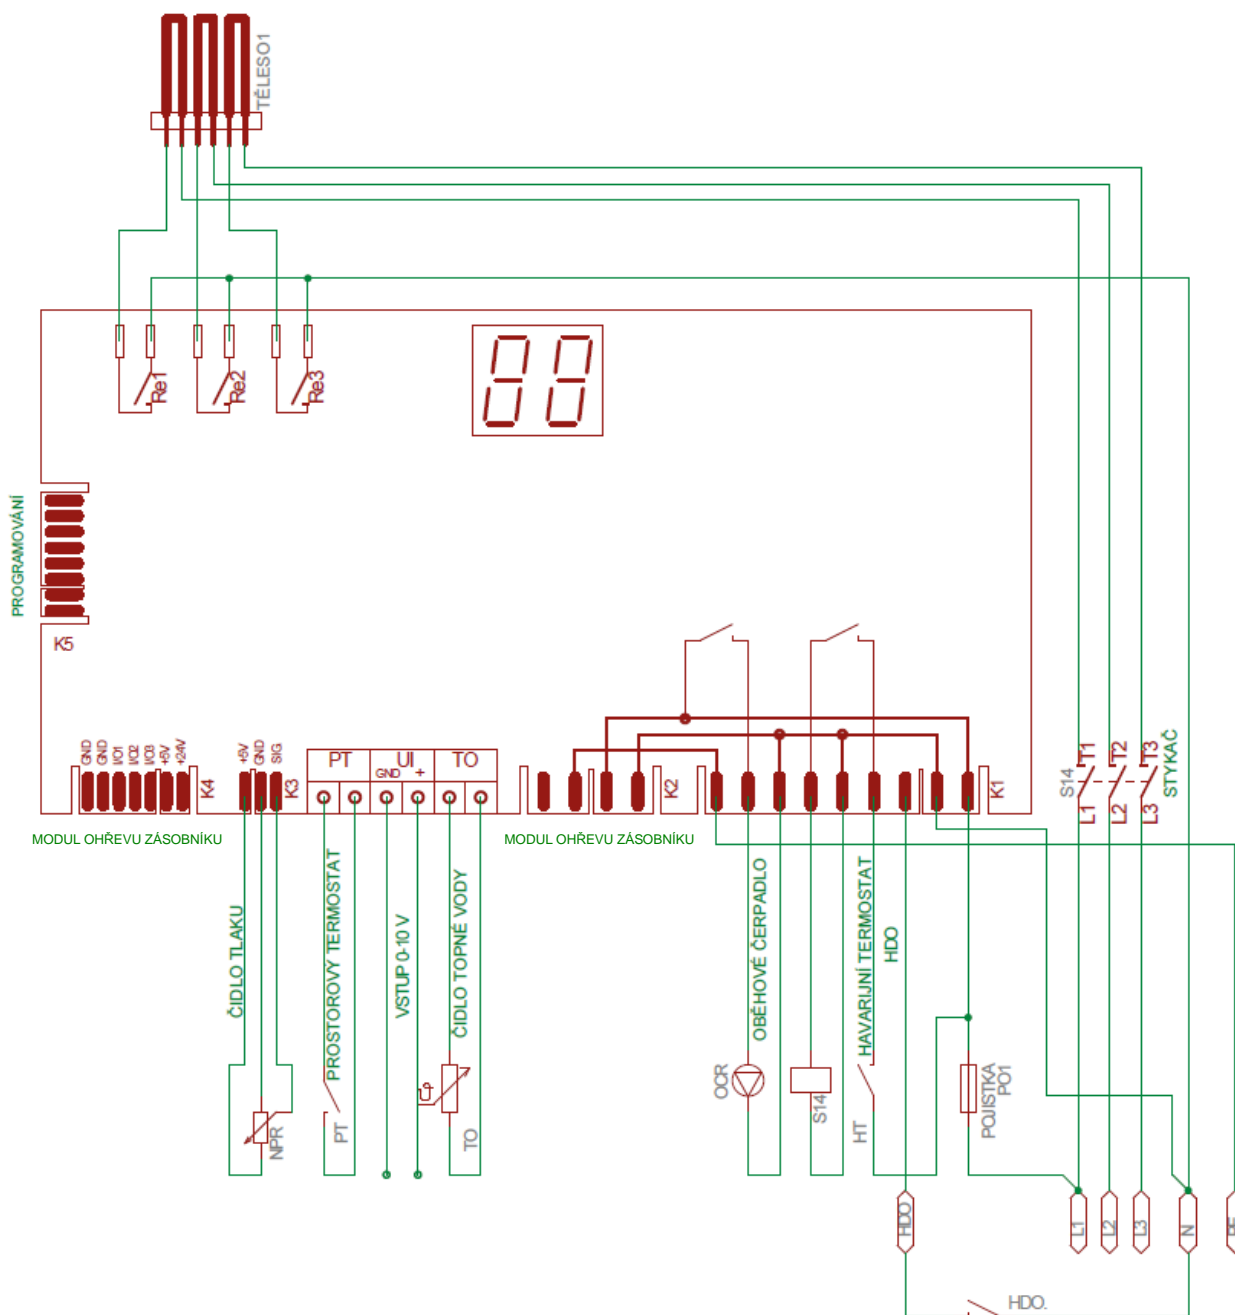 TĚLESO1
Re1
Re2
Re3
PROGRAMOVÁNÍ
K5
GND
GND
I/O1
I/O2
I/O3
+5V
+24V
K4
+5V
GND
SIG
K3
PT
UI
TO
GND
+
K2
K1
S14
T1
T2
T3
L1
L2
L3
STYKAČ
MODUL OHŘEVU ZÁSOBNÍKU
MODUL OHŘEVU ZÁSOBNÍKU
ČIDLO TLAKU
PROSTOROVÝ TERMOSTAT
VSTUP 0-10 V
ČIDLO TOPNÉ VODY
OBĚHOVÉ ČERPADLO
HAVARIJNÍ TERMOSTAT
HDO
NPR
PT
TO
OCR
S14
HT
POJISTKA
PO1
HDO
L1
L2
L3
N
HDO.